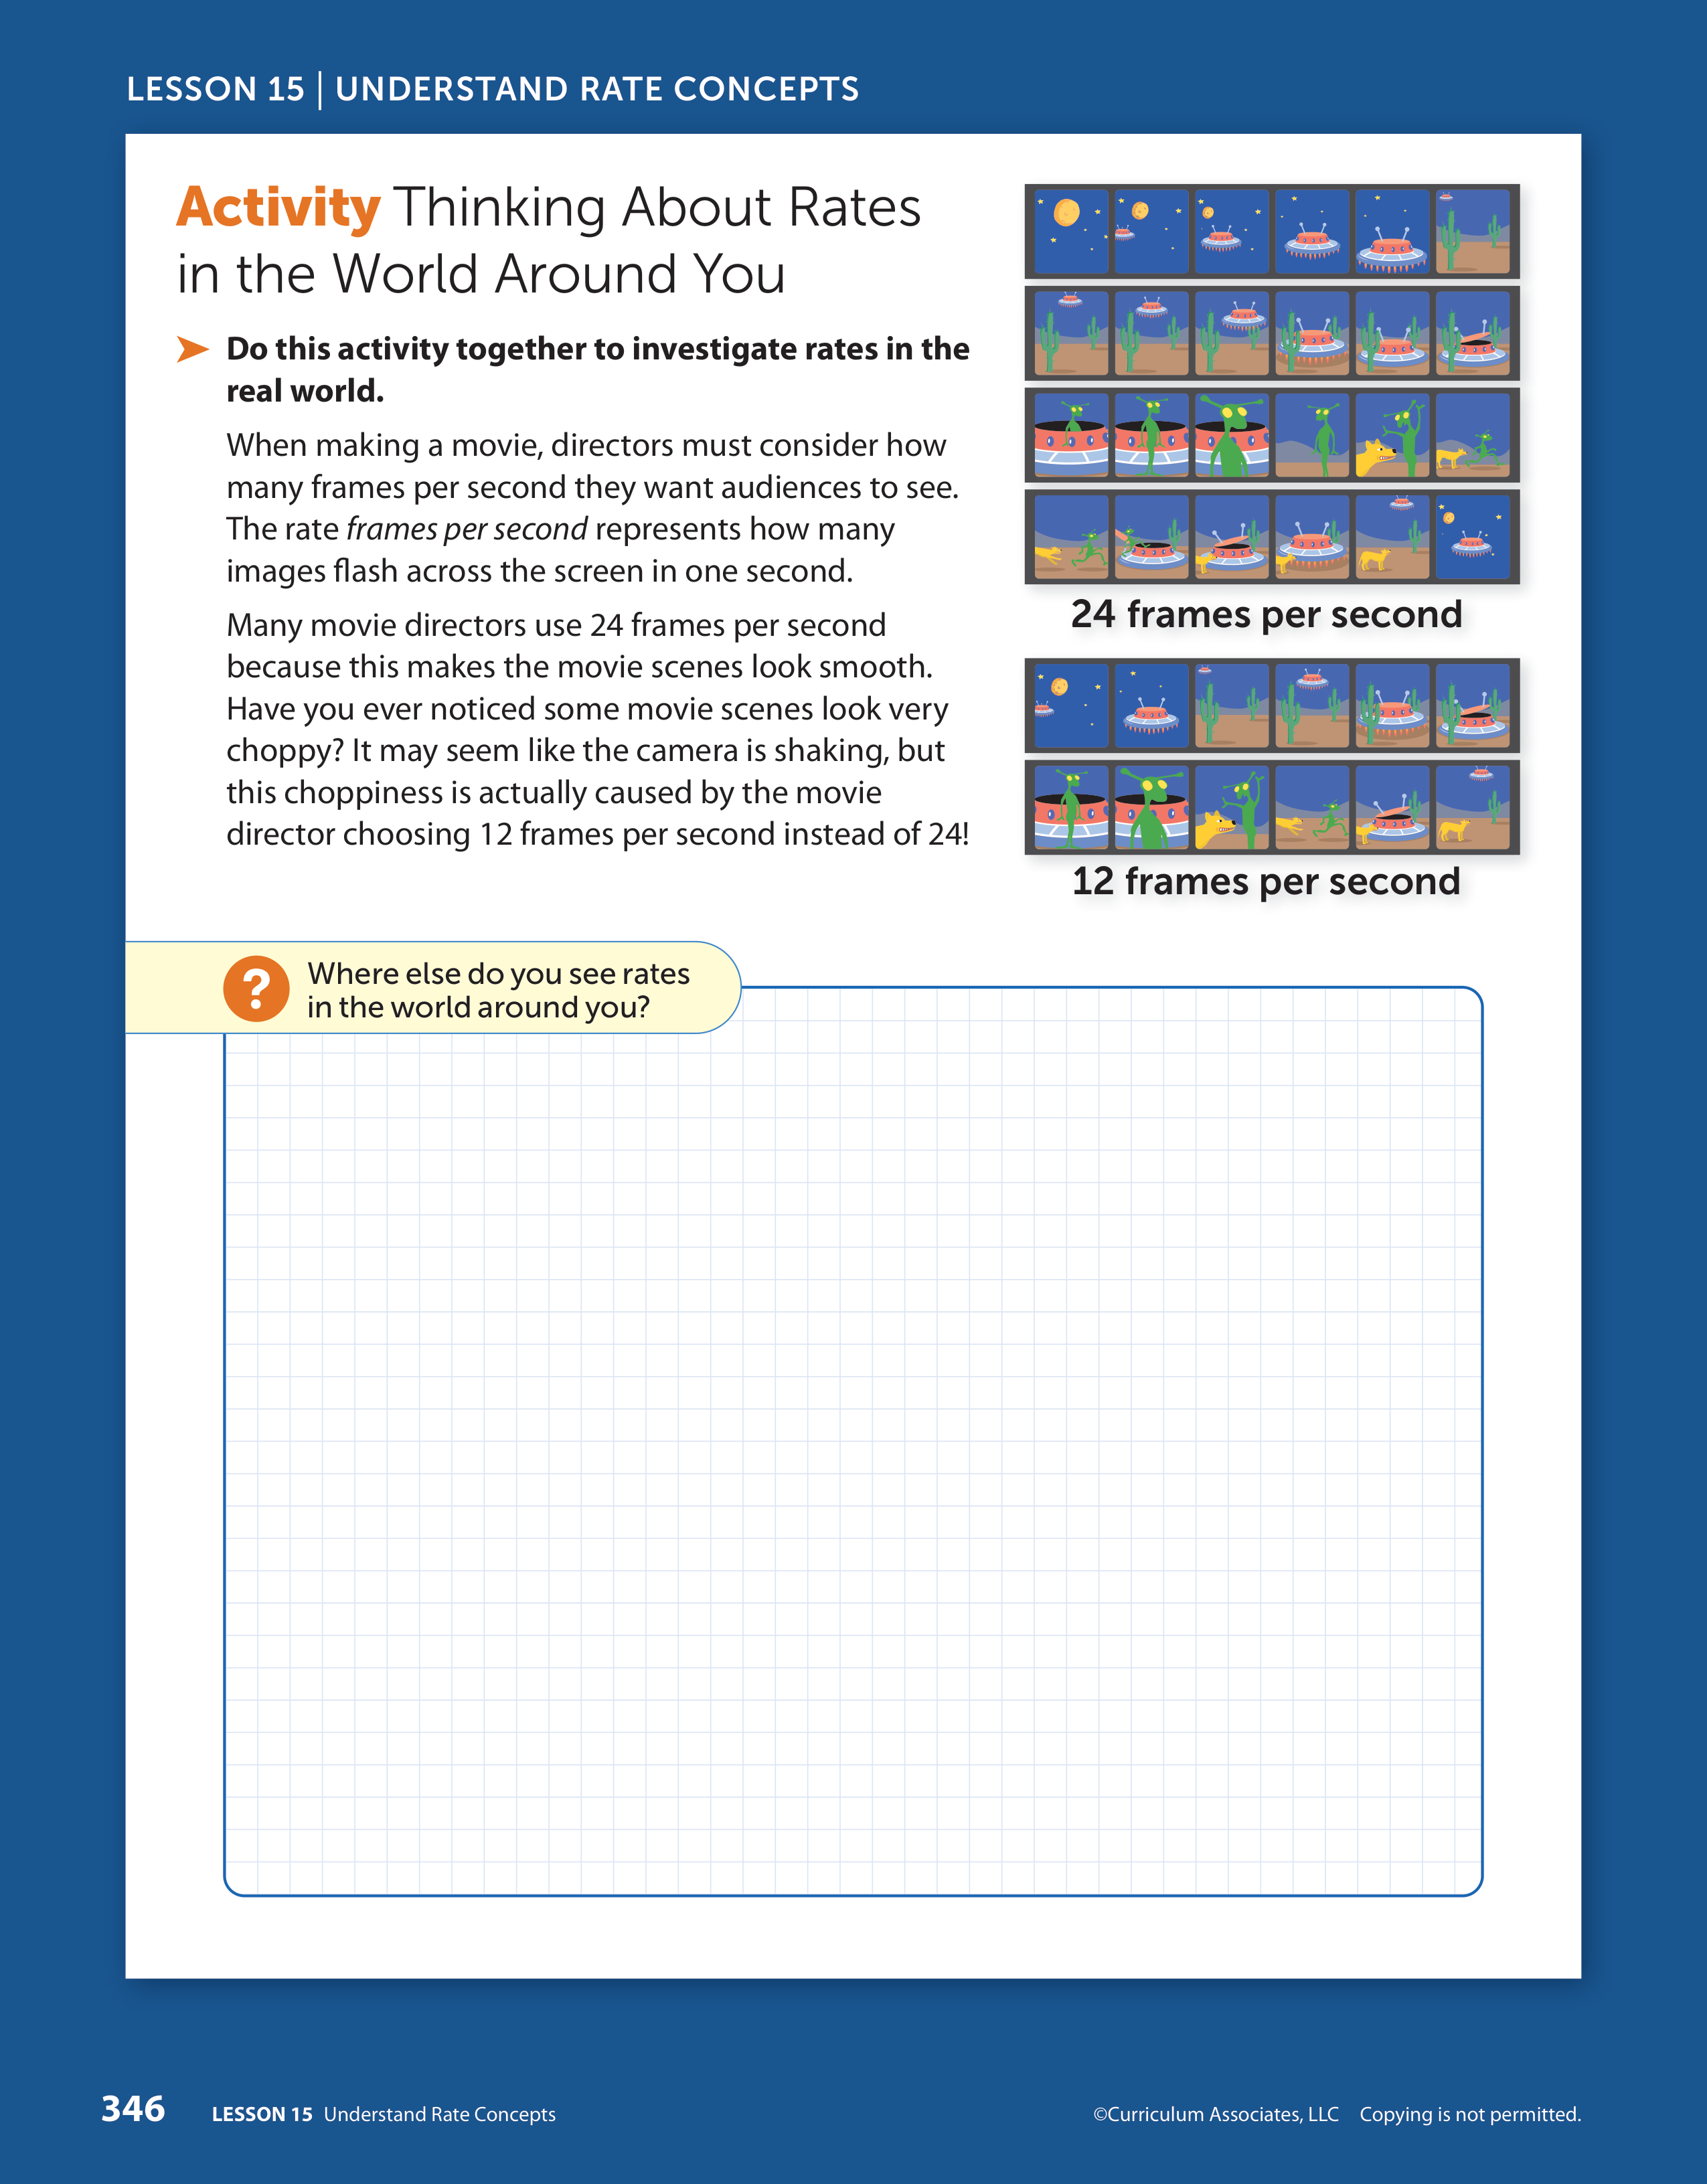 LESSON 15 | UNDERSTAND RATE CONCEPTS
Activity Thinking About Rates
in the World Around You
Do this activity together to investigate rates in the
real world.
When making a movie, directors must consider how
many frames per second they want audiences to see.
The rate frames per second represents how many
images flash across the screen in one second.
Many movie directors use 24 frames per second
because this makes the movie scenes look smooth.
Have you ever noticed some movie scenes look very
choppy? It may seem like the camera is shaking, but
this choppiness is actually caused by the movie
director choosing 12 frames per second instead of 24!
24 frames per second
12 frames per second
? Where else do you see rates
in the world around you?
346 LESSON 15 Understand Rate Concepts
©Curriculum Associates, LLC Copying is not permitted.